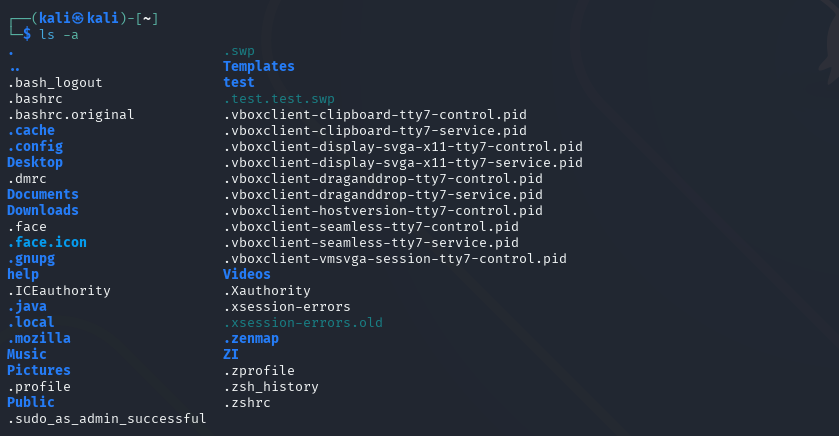 ┌──(kali㉿kali)-[~]
└─$ ls -a
.                          .swp
..                         Templates
.bash_logout               test
.bashrc                    .test.test.swp
.bashrc.original           .vboxclient-clipboard-tty7-control.pid
.cache                     .vboxclient-clipboard-tty7-service.pid
.config                    .vboxclient-display-svga-x11-tty7-control.pid
Desktop                    .vboxclient-display-svga-x11-tty7-service.pid
.dmrc                      .vboxclient-draganddrop-tty7-control.pid
Documents                  .vboxclient-draganddrop-tty7-service.pid
Downloads                  .vboxclient-hostversion-tty7-control.pid
.face                      .vboxclient-seamless-tty7-control.pid
.face.icon                 .vboxclient-seamless-tty7-service.pid
.gnupg                     .vboxclient-vmsvga-session-tty7-control.pid
help                       Videos
.ICEauthority              .Xauthority
.java                      .xsession-errors
.local                     .xsession-errors.old
.mozilla                   .zenmap
Music                      ZI
Pictures                   .zprofile
.profile                   .zsh_history
Public                     .zshrc
.sudo_as_admin_successful